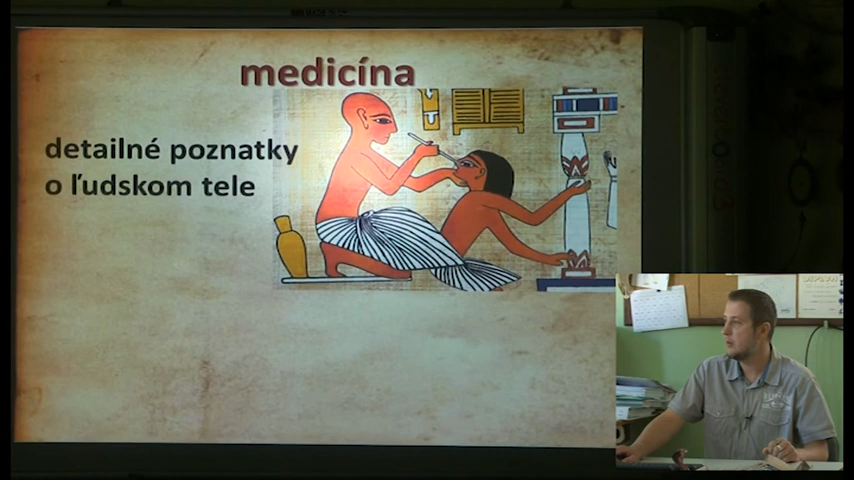 medicína
detailné poznatky
o ľudskom tele